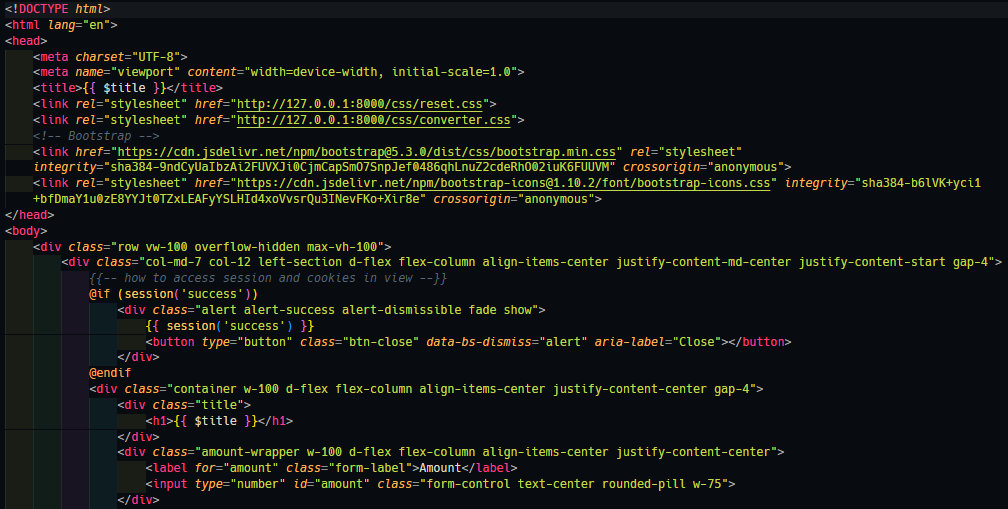 <!DOCTYPE html>
<html lang="en">
<head>
<meta charset="UTF-8">
<meta name="viewport" content="width=device-width, initial-scale=1.0">
<title>{{ $title }}</title>
<link rel="stylesheet" href="http://127.0.0.1:8000/css/reset.css">
<link rel="stylesheet" href="http://127.0.0.1:8000/css/converter.css">
<!-- Bootstrap -->
<link href="https://cdn.jsdelivr.net/npm/bootstrap@5.3.0/dist/css/bootstrap.min.css" rel="stylesheet"
integrity="sha384-9ndCyUaIbzAi2FUVXJi0CjmCapSmO7SnpJef0486qhLnuZ2cdeRhO02iuK6FUUVM" crossorigin="anonymous">
<link rel="stylesheet" href="https://cdn.jsdelivr.net/npm/bootstrap-icons@1.10.2/font/bootstrap-icons.css" integrity="sha384-b6lVK+yci1
+bfDmaY1u0zE8YYJt0TZxLEAFyYSLHId4xoVvsrQu3INevFKo+Xir8e" crossorigin="anonymous">
</head>
<body>
<div class="row vw-100 overflow-hidden max-vh-100">
<div class="col-md-7 col-12 left-section d-flex flex-column align-items-center justify-content-md-center justify-content-start gap-4">
{{-- how to access session and cookies in view --}}
@if (session('success'))
<div class="alert alert-success alert-dismissible fade show">
{{ session('success') }}
<button type="button" class="btn-close" data-bs-dismiss="alert" aria-label="Close"></button>
</div>
@endif
<div class="container w-100 d-flex flex-column align-items-center justify-content-center gap-4">
<div class="title">
<h1>{{ $title }}</h1>
</div>
<div class="amount-wrapper w-100 d-flex flex-column align-items-center justify-content-center">
<label for="amount" class="form-label">Amount</label>
<input type="number" id="amount" class="form-control text-center rounded-pill w-75">
</div>